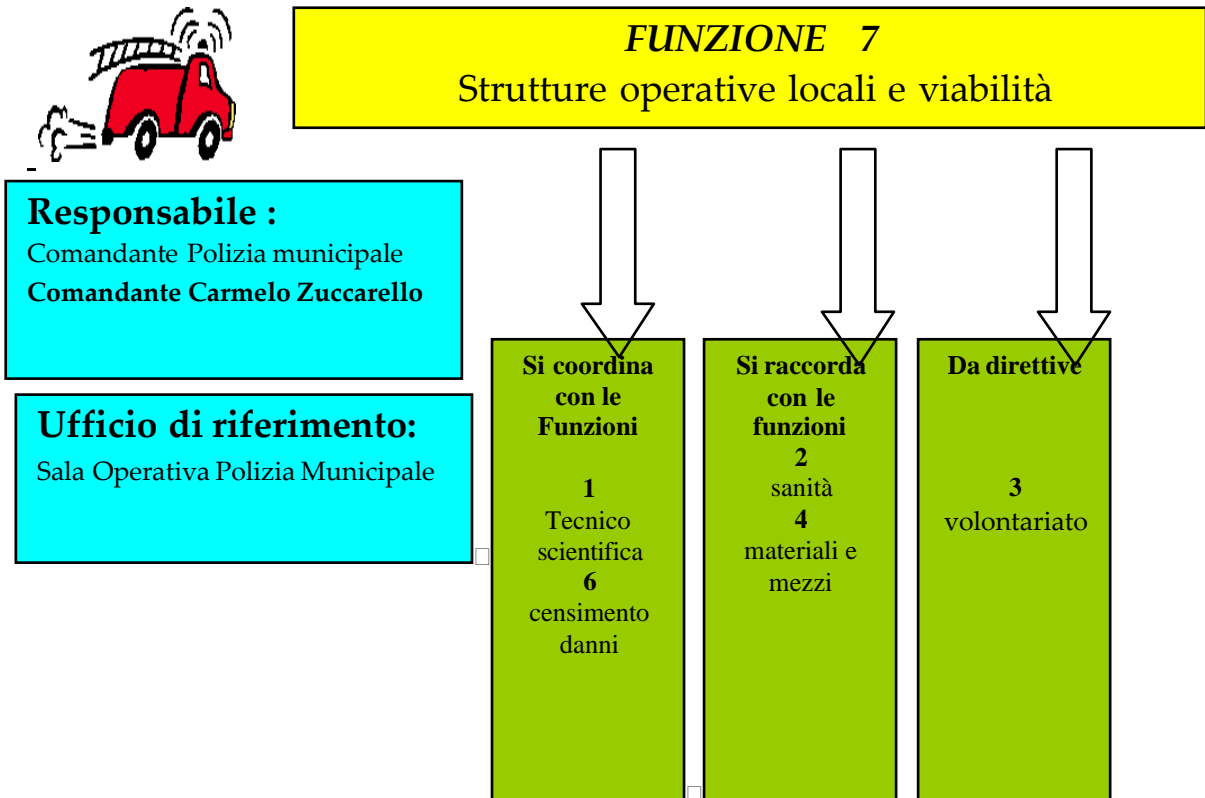 FUNZIONE 7
Strutture operative locali e viabilità
Responsabile :
Comandante Polizia municipale
Comandante Carmelo Zuccarello
Ufficio di riferimento:
Sala Operativa Polizia Municipale
Si coordina
con le
Funzioni
1
Tecnico
scientifica
6
censimento
danni
Si raccorda
con le
funzioni
2
sanità
4
materiali e
mezzi
Da direttive
3
volontariato